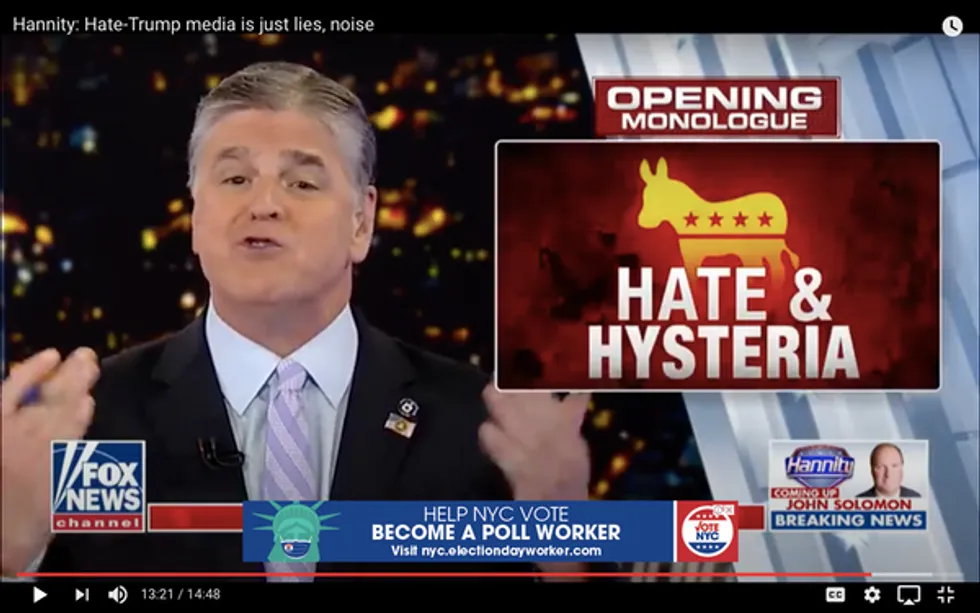 Hannity: Hate-Trump media is just lies, noise
OPENING
MONOLOGUE
HATE &
HYSTERIA
FOX
NEWS
channel
Hannity
COMING UP
JOHN SOLOMON
BREAKING NEWS
HELP NYC VOTE
BECOME A POLL WORKER
Visit nyc.electiondayworker.com
VOTE
NYC
13:21 / 14:48
CC